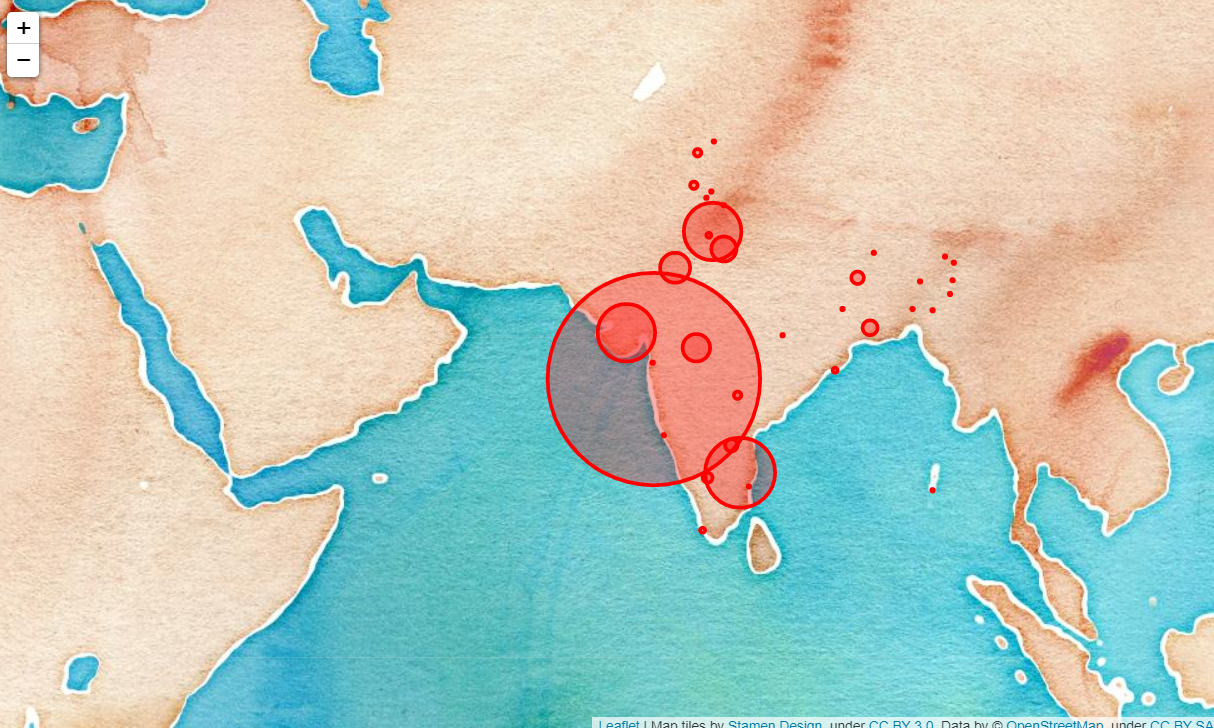 +
−
Leaflet | Map tiles by Stamen Design, under CC BY 3.0. Data by © OpenStreetMap, under CC BY SA